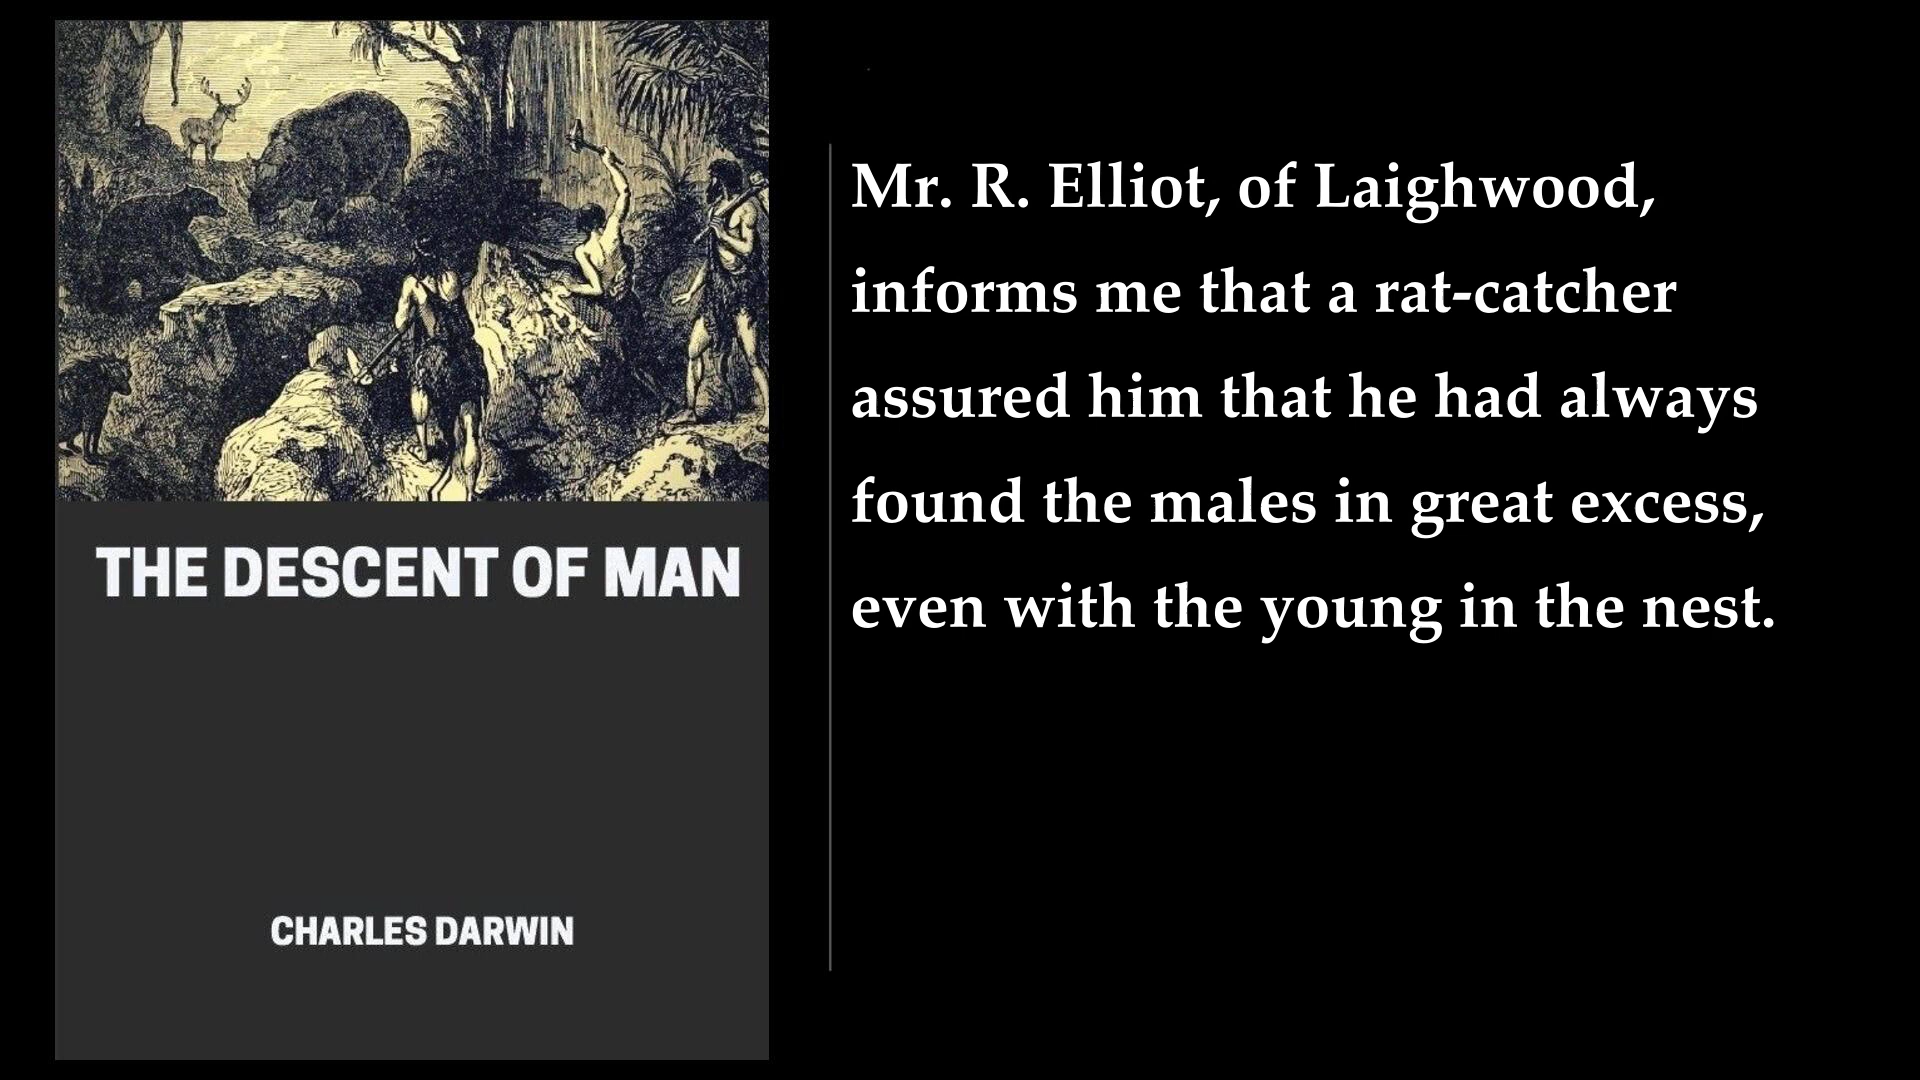 THE DESCENT OF MAN
CHARLES DARWIN
Mr. R. Elliot, of Laighwood,
informs me that a rat-catcher
assured him that he had always
found the males in great excess,
even with the young in the nest.